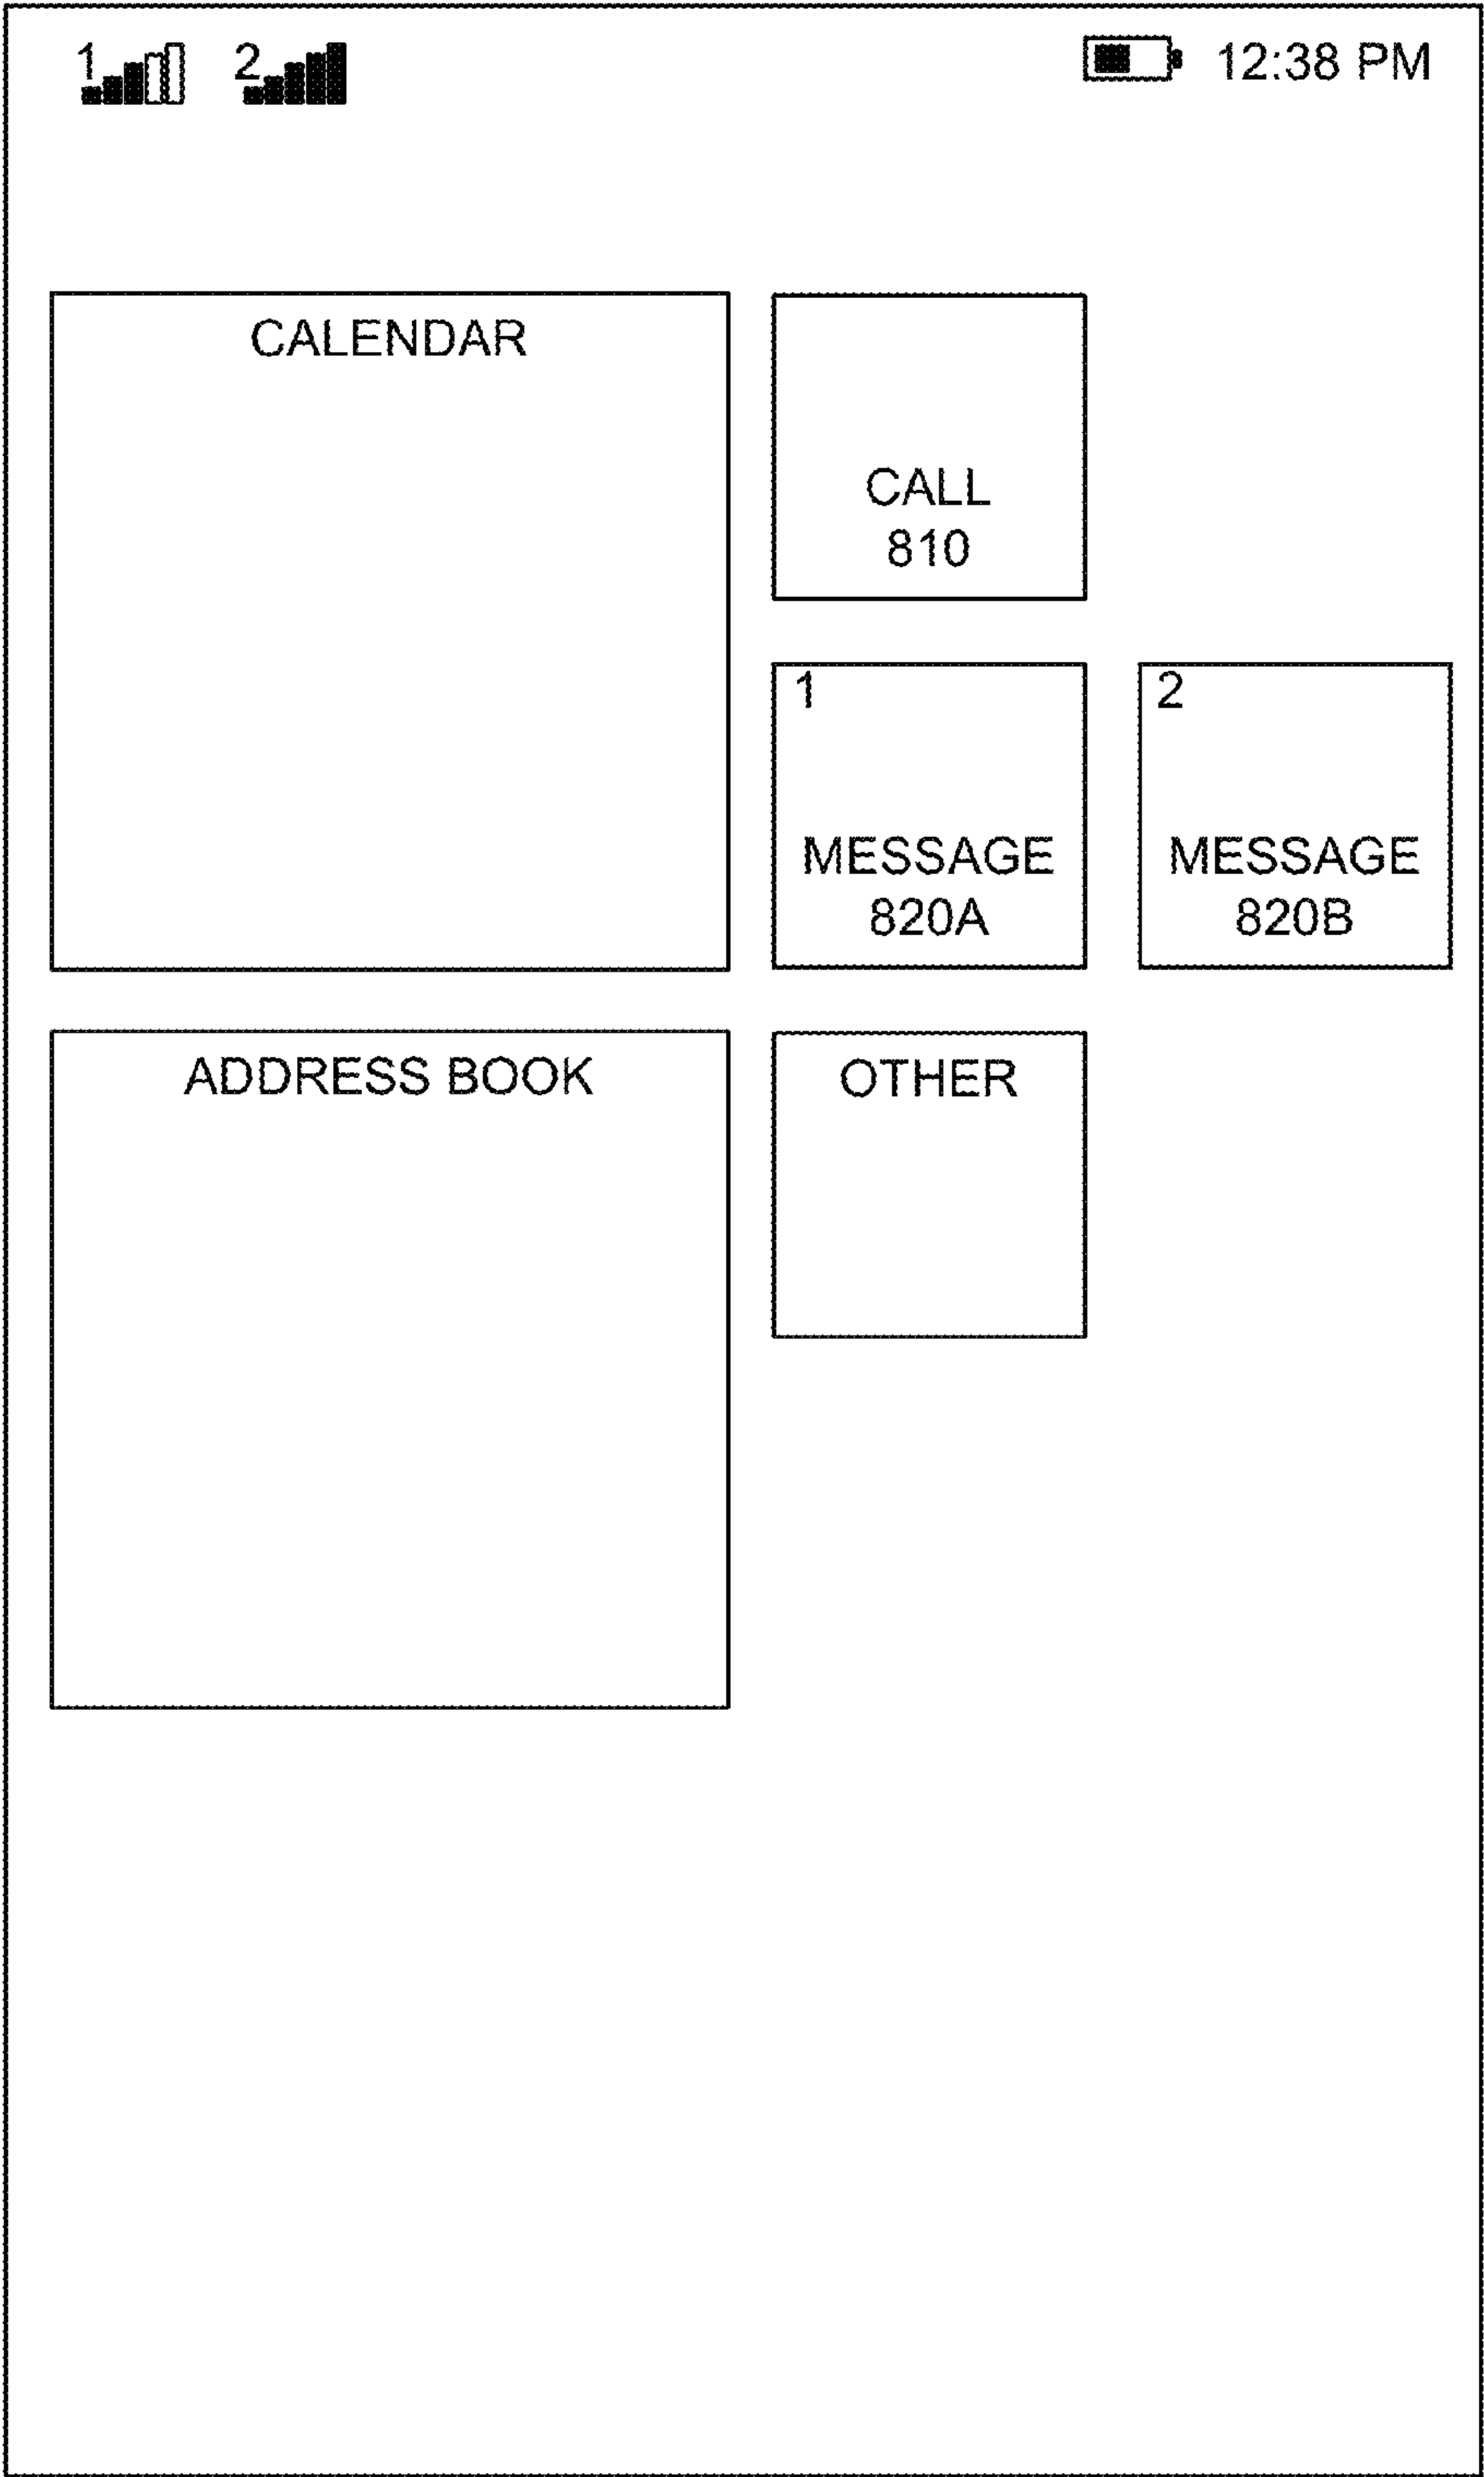 1 2 12:38 PM
CALENDAR
CALL
810
1
MESSAGE
820A
2
MESSAGE
820B
ADDRESS BOOK
OTHER